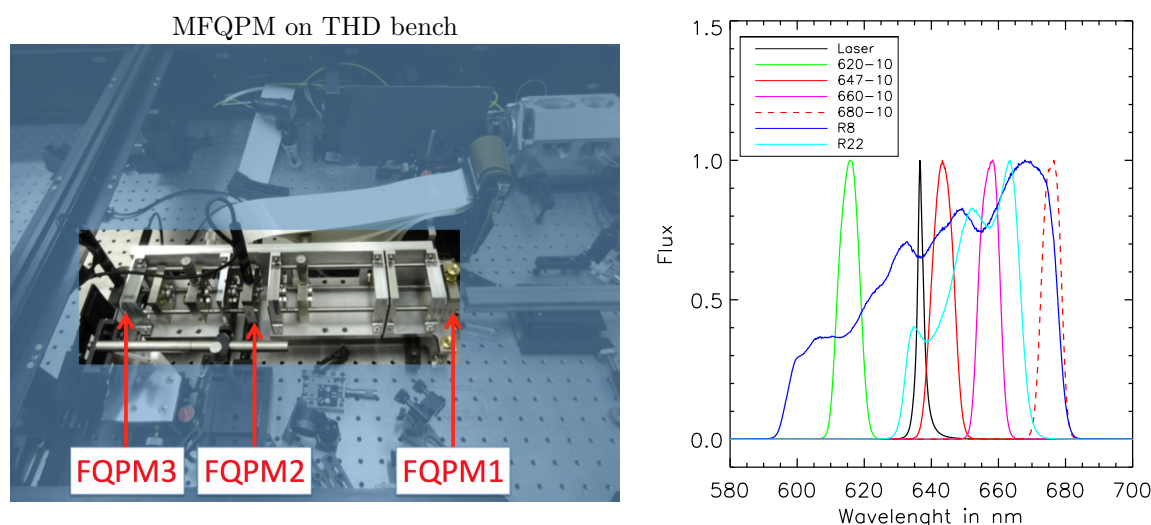 MFQPM on THD bench
FQPM3
FQPM2
FQPM1
1.5
1.0
0.5
0.0
Flux
Laser
620-10
647-10
660-10
680-10
R8
R22
580 600 620 640 660 680 700
Wavelenght in nm